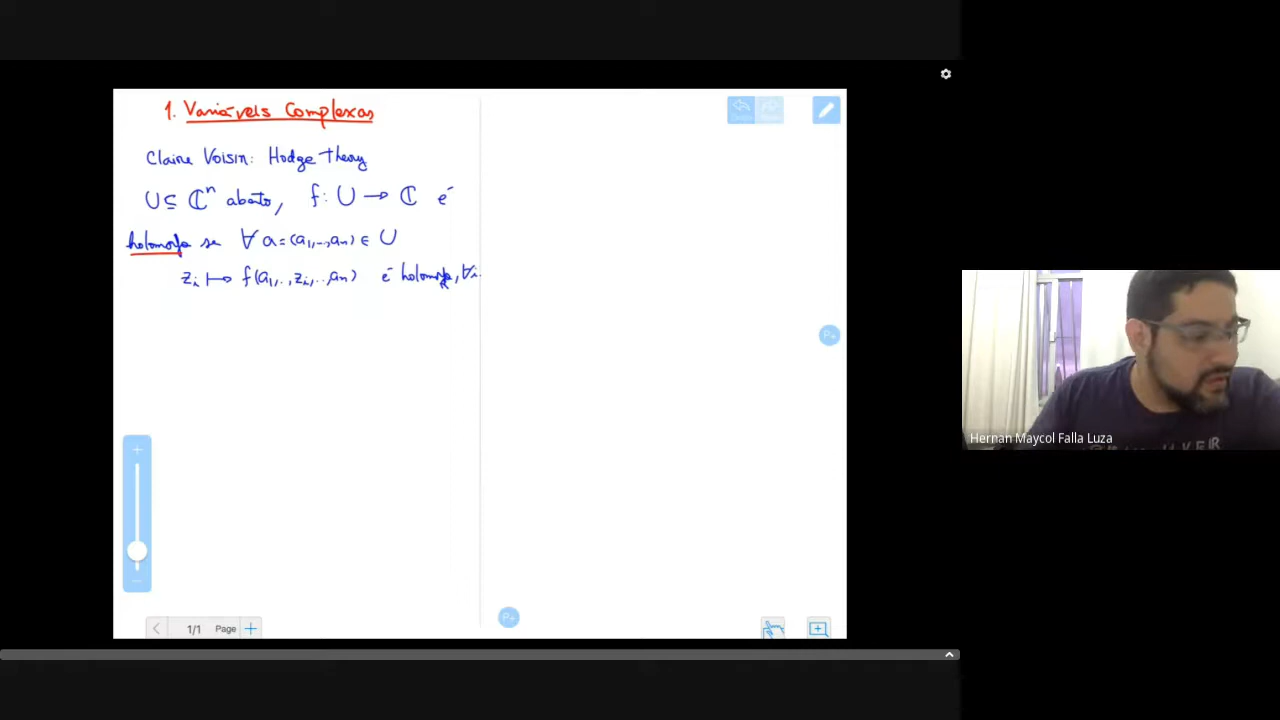 1. Variávels Complexas
Claire Voisin: Hodge Theory
U ⊆ ℂⁿ aberto, f: U → ℂ é
holomorfa se ∀ a = (a₁,...,aₙ) ∈ U
zᵢ ↦ f(a₁,..,zᵢ,..,aₙ) é holomorfa, ∀i.
1/1 Page
Hernan Maycol Falla Luza